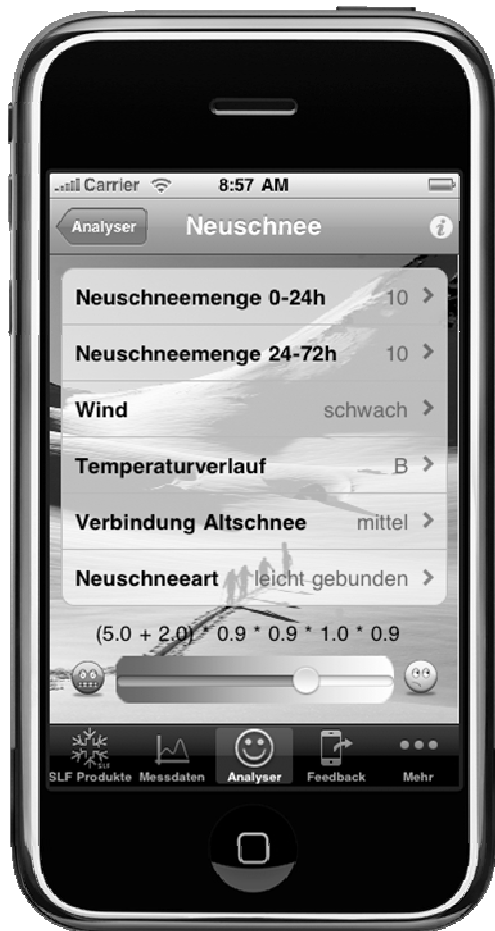 Carrier 8:57 AM
Analyser Neuschnee i
Neuschneemenge 0-24h 10
Neuschneemenge 24-72h 10
Wind schwach
Temperaturverlauf B
Verbindung Altschnee mittel
Neuschneeart leicht gebunden
(5.0 + 2.0) * 0.9 * 0.9 * 1.0 * 0.9
SLF
SLF Produkte Messdaten Analyser Feedback Mehr